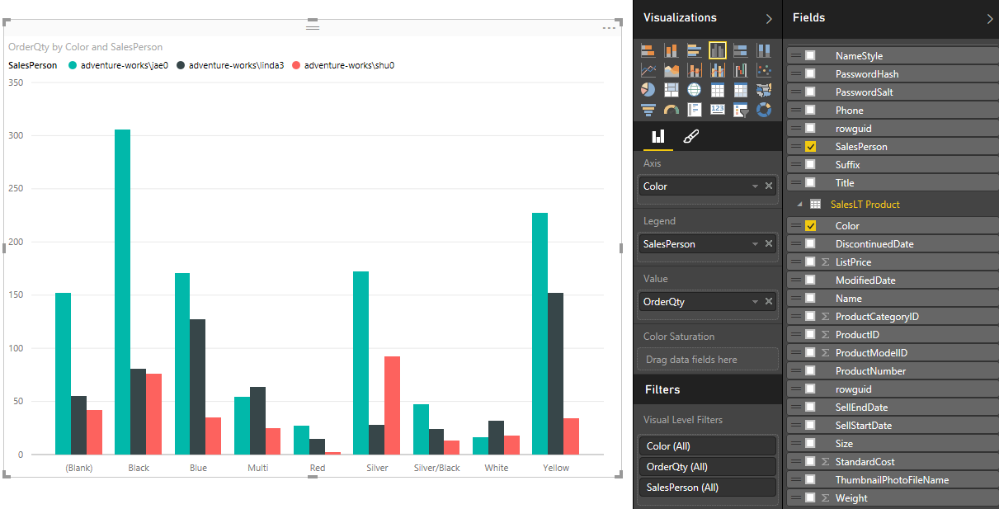 OrderQty by Color and SalesPerson
SalesPerson adventure-works\jae0 adventure-works\linda3 adventure-works\shu0
350
300
250
200
150
100
50
0
(Blank) Black Blue Multi Red Silver Silver/Black White Yellow
Visualizations
123
Axis
Color
Legend
SalesPerson
Value
OrderQty
Color Saturation
Drag data fields here
Filters
Visual Level Filters
Color (All)
OrderQty (All)
SalesPerson (All)
Fields
NameStyle
PasswordHash
PasswordSalt
Phone
rowguid
SalesPerson
Suffix
Title
SalesLT Product
Color
DiscontinuedDate
Σ ListPrice
ModifiedDate
Name
Σ ProductCategoryID
Σ ProductID
Σ ProductModelID
ProductNumber
rowguid
SellEndDate
SellStartDate
Size
Σ StandardCost
ThumbnailPhotoFileName
Σ Weight